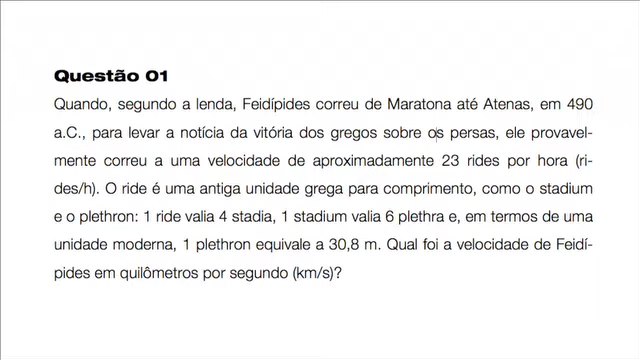 Questão 01
Quando, segundo a lenda, Feidípides correu de Maratona até Atenas, em 490
a.C., para levar a notícia da vitória dos gregos sobre os persas, ele provavel-
mente correu a uma velocidade de aproximadamente 23 rides por hora (ri-
des/h). O ride é uma antiga unidade grega para comprimento, como o stadium
e o plethron: 1 ride valia 4 stadia, 1 stadium valia 6 plethra e, em termos de uma
unidade moderna, 1 plethron equivale a 30,8 m. Qual foi a velocidade de Feidí-
pides em quilômetros por segundo (km/s)?